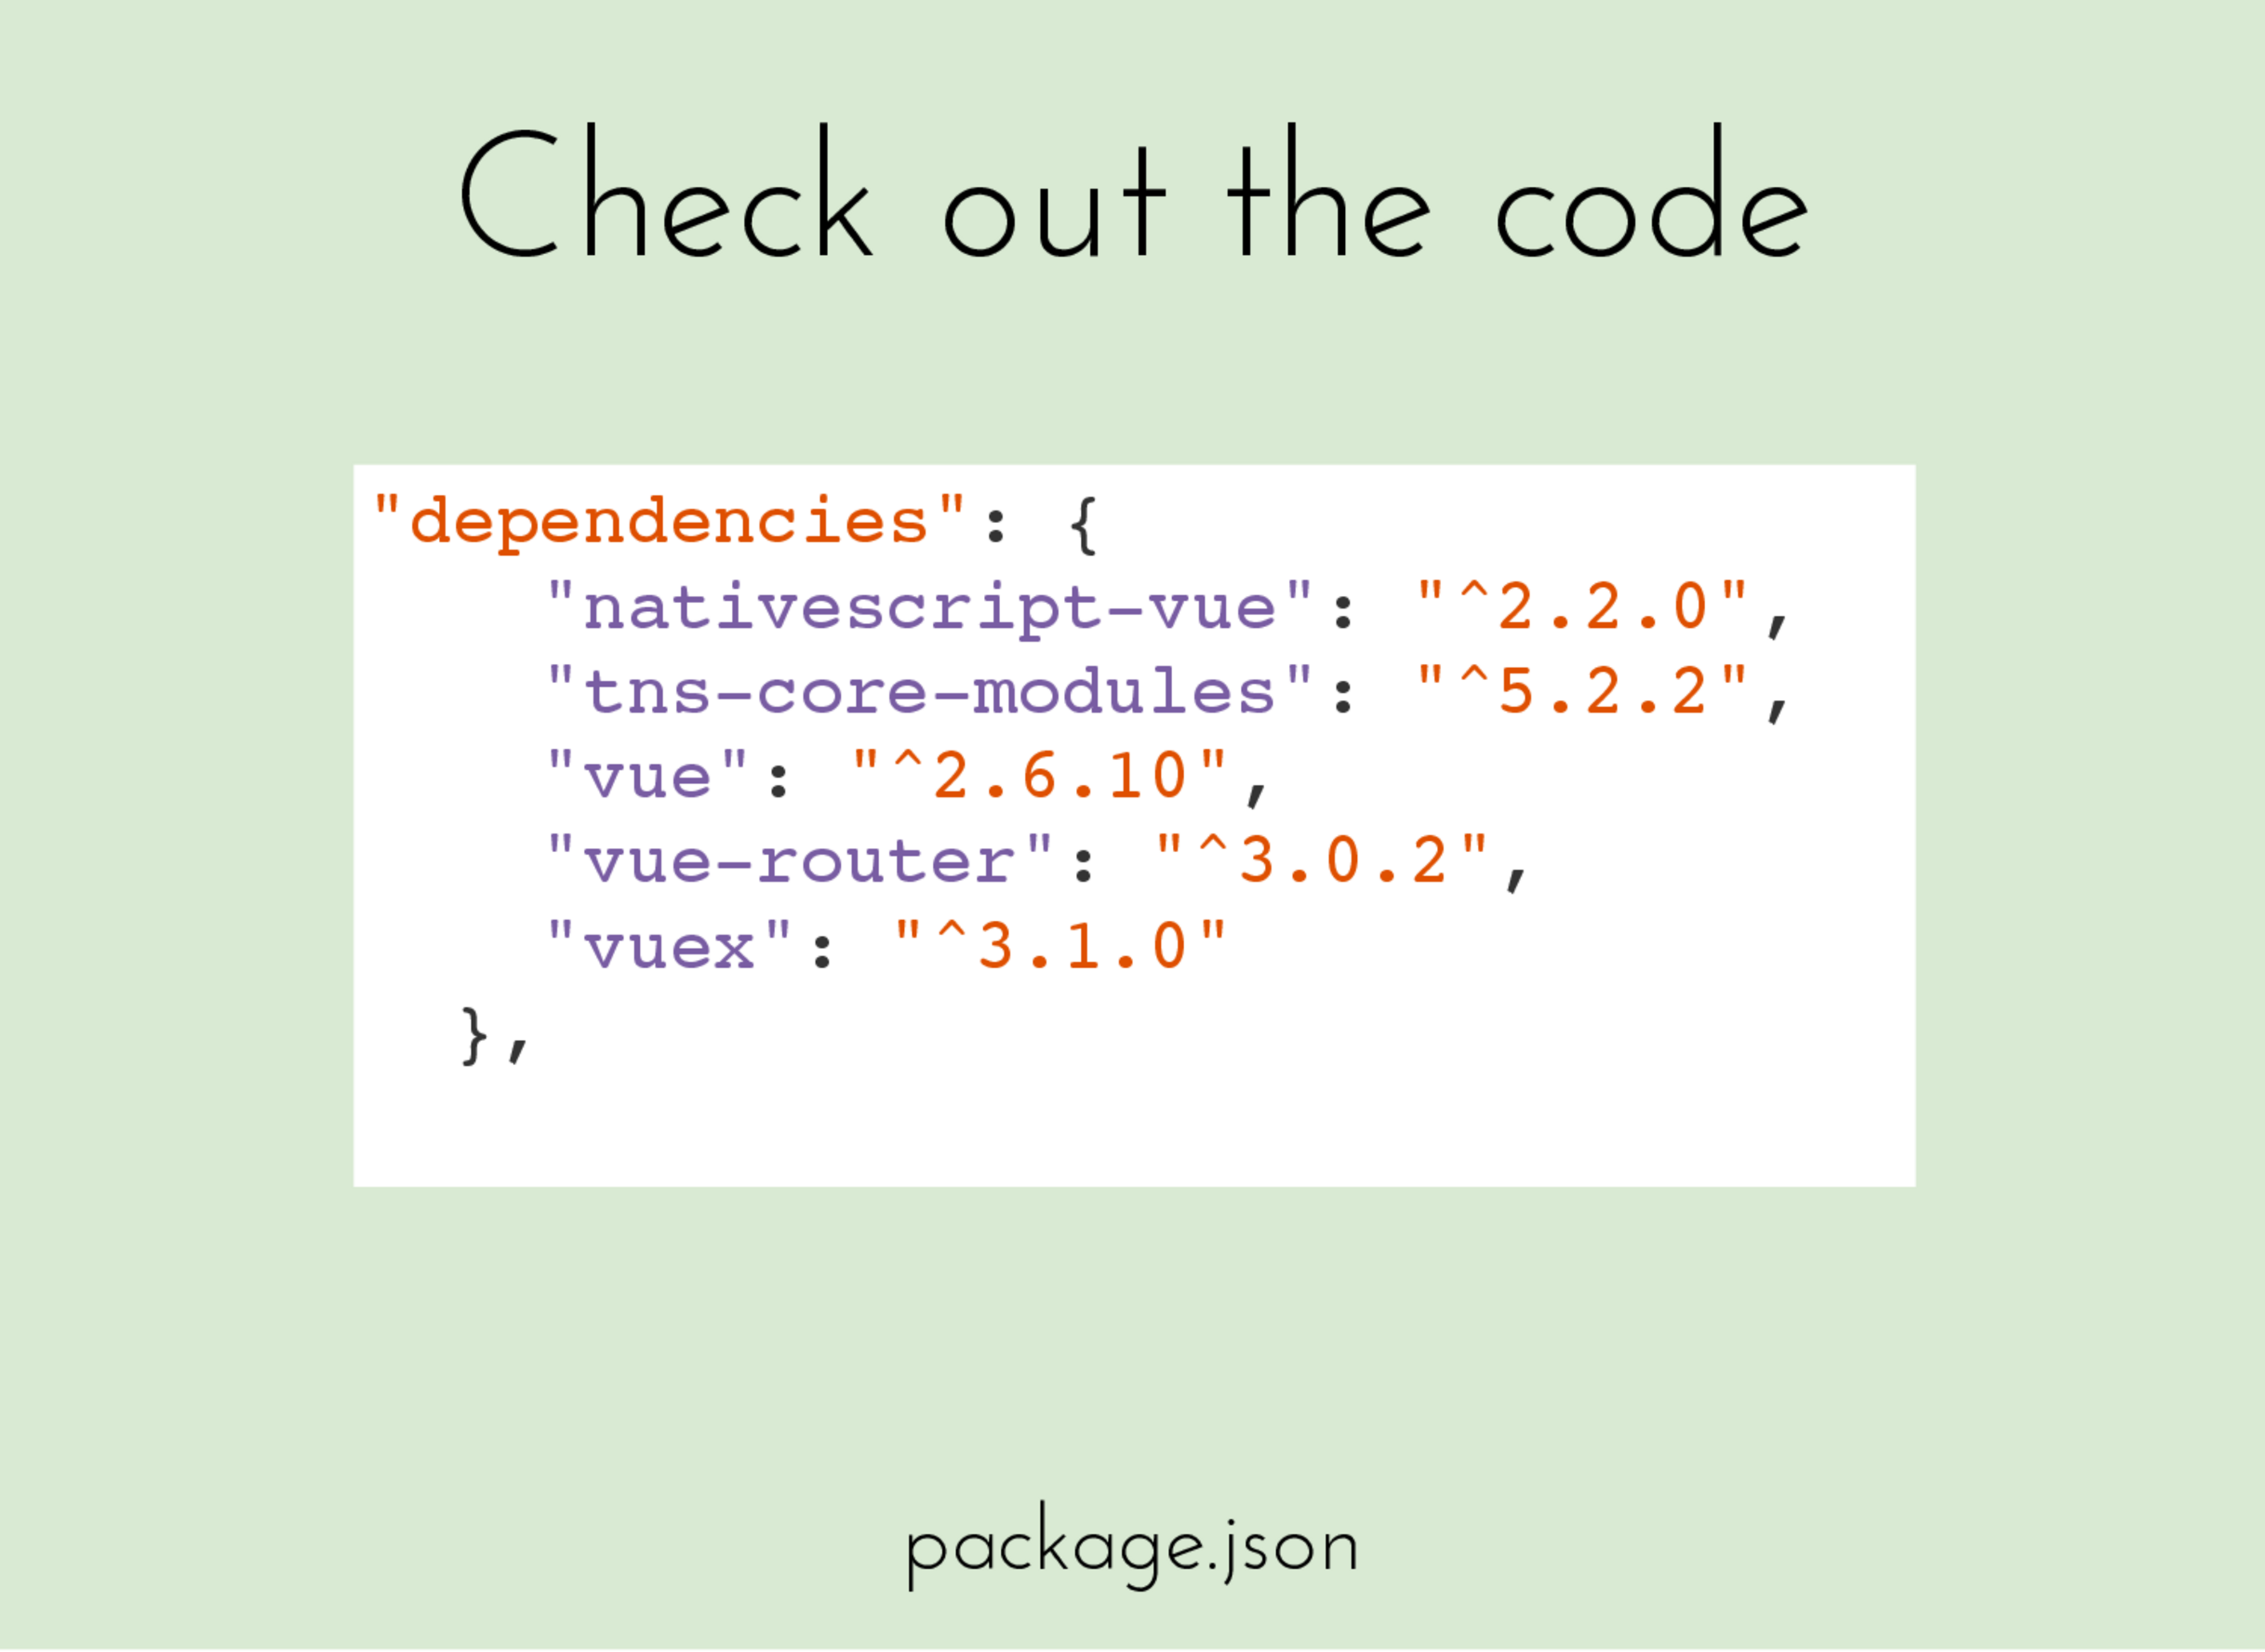 Check out the code
"dependencies": {
    "nativescript-vue": "^2.2.0",
    "tns-core-modules": "^5.2.2",
    "vue": "^2.6.10",
    "vue-router": "^3.0.2",
    "vuex": "^3.1.0"
  },
package.json